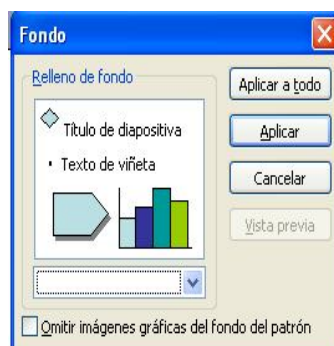 Fondo
Relleno de fondo
Título de diapositiva
• Texto de viñeta
Aplicar a todo
Aplicar
Cancelar
Vista previa
Omitir imágenes gráficas del fondo del patrón